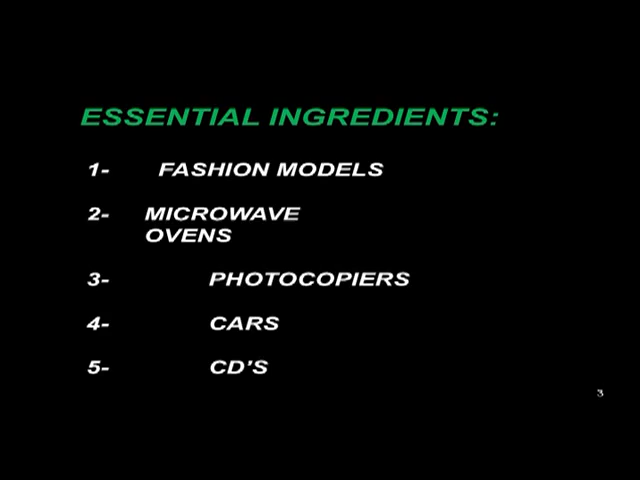 ESSENTIAL INGREDIENTS:
1- FASHION MODELS
2- MICROWAVE
OVENS
3- PHOTOCOPIERS
4- CARS
5- CD'S
3